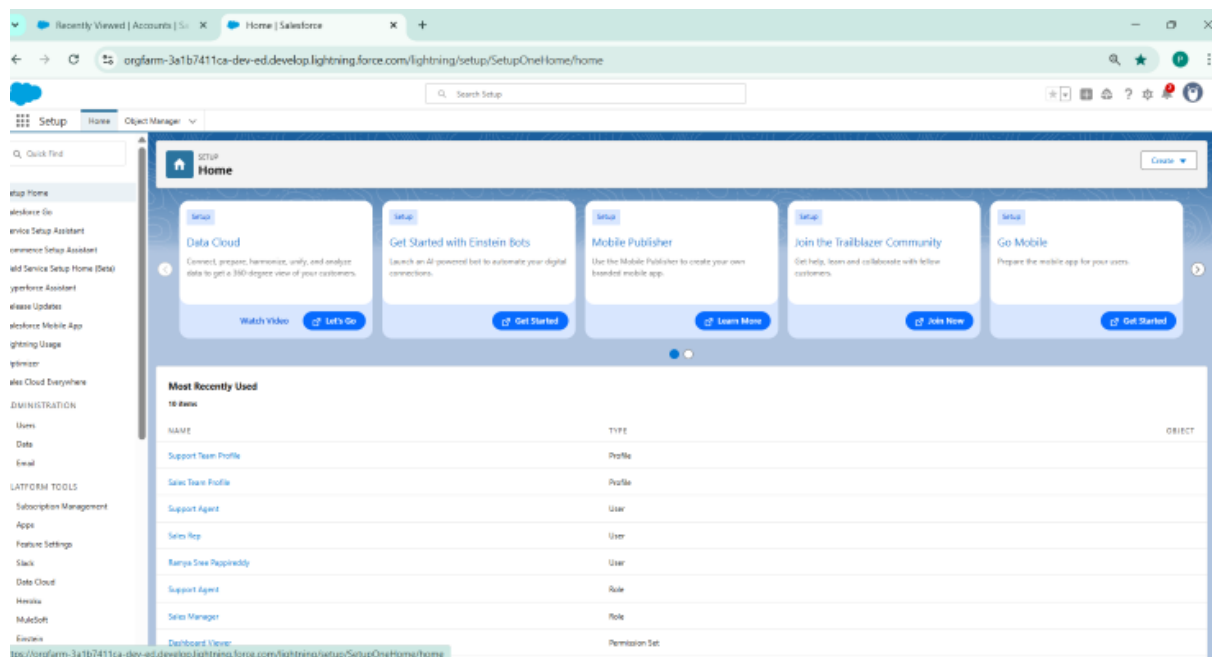 Recently Viewed | Accounts | Sa
Home | Salesforce
orgfarm-3a1b7411ca-dev-ed.develop.lightning.force.com/lightning/setup/SetupOneHome/home
P
Search Setup
Setup
Home
Object Manager
Quick Find
etup Home
alesforce Go
ervice Setup Assistant
ommerce Setup Assistant
ield Service Setup Home (Beta)
yperforce Assistant
elease Updates
alesforce Mobile App
ightning Usage
ptimizer
ales Cloud Everywhere
DMINISTRATION
Users
Data
Email
LATFORM TOOLS
Subscription Management
Apps
Feature Settings
Slack
Data Cloud
Heroku
MuleSoft
Einstein
SETUP
Home
Create
Setup
Data Cloud
Connect, prepare, harmonize, unify, and analyze
data to get a 360-degree view of your customers.
Watch Video
Let's Go
Setup
Get Started with Einstein Bots
Launch an AI-powered bot to automate your digital
connections.
Get Started
Setup
Mobile Publisher
Use the Mobile Publisher to create your own
branded mobile app.
Learn More
Setup
Join the Trailblazer Community
Get help, learn and collaborate with fellow
customers.
Join Now
Setup
Go Mobile
Prepare the mobile app for your users.
Get Started
Most Recently Used
10 items
NAME TYPE OBJECT
Support Team Profile Profile
Sales Team Profile Profile
Support Agent User
Sales Rep User
Ramya Sree Pappireddy User
Support Agent Role
Sales Manager Role
Dashboard Viewer Permission Set
tps://orgfarm-3a1b7411ca-dev-ed.develop.lightning.force.com/lightning/setup/SetupOneHome/home